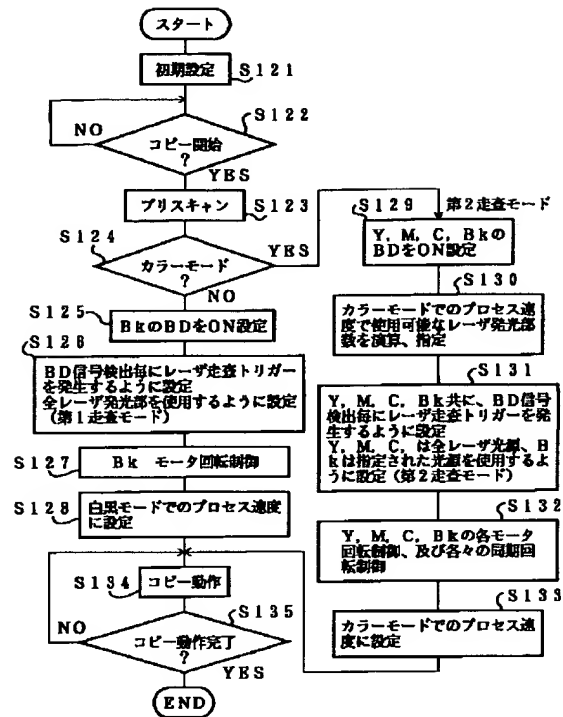 スタート
初期設定
S121
S122
NO
コピー開始
?
YES
プリスキャン
S123
S124
カラーモード
?
YES
NO
S125
BkのBDをON設定
S126
BD信号検出毎にレーザ走査トリガー
を発生するように設定
全レーザ発光部を使用するように設定
(第1走査モード)
S127
Bk モータ回転制御
S128
白黒モードでのプロセス速度
に設定
S134
コピー動作
S135
NO
コピー動作完了
?
YES
END
S129
第2走査モード
Y, M, C, Bkの
BDをON設定
S130
カラーモードでのプロセス速
度で使用可能なレーザ発光部
数を演算、指定
S131
Y, M, C, Bk共に、BD信号
検出毎にレーザ走査トリガーを発
生するように設定
Y, M, C, は全レーザ光源、B
kは指定された光源を使用するよ
うに設定(第2走査モード)
S132
Y, M, C, Bkの各モータ
回転制御、及び各々の同期回
転制御
S133
カラーモードでのプロセス速
度に設定